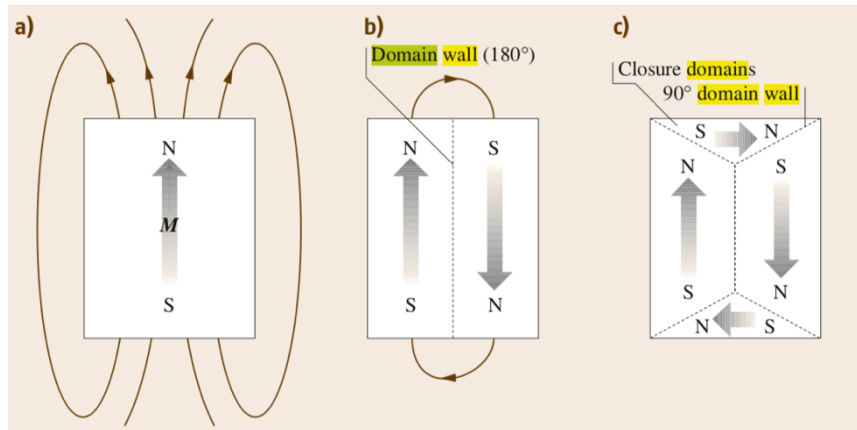 a)
N
M
S
b)
Domain wall (180°)
N
S
S
N
c)
Closure domains
90° domain wall
S
N
N
S
S
N
N
S